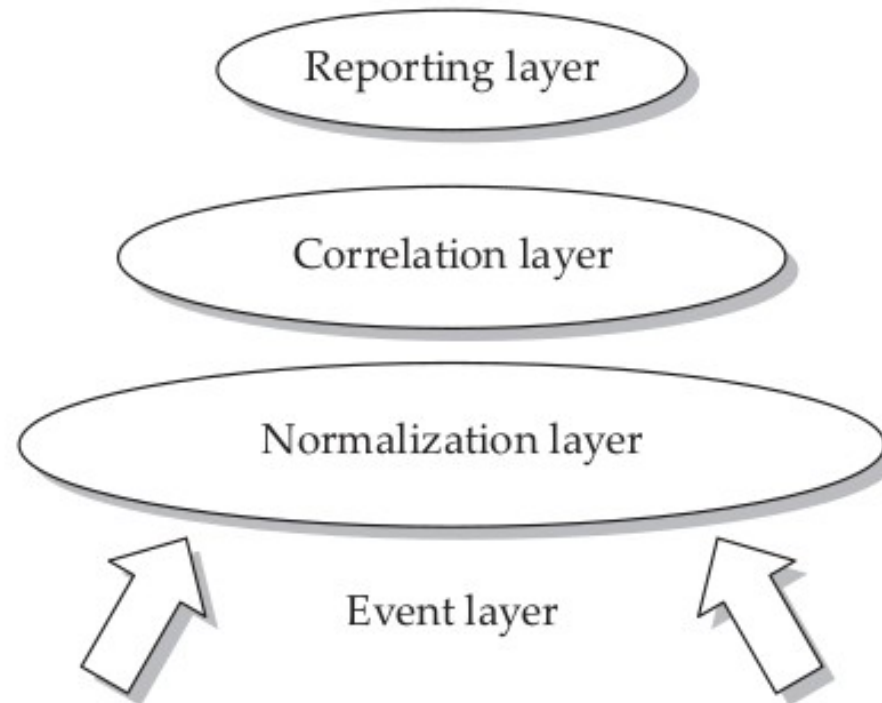 Reporting layer
Correlation layer
Normalization layer
Event layer